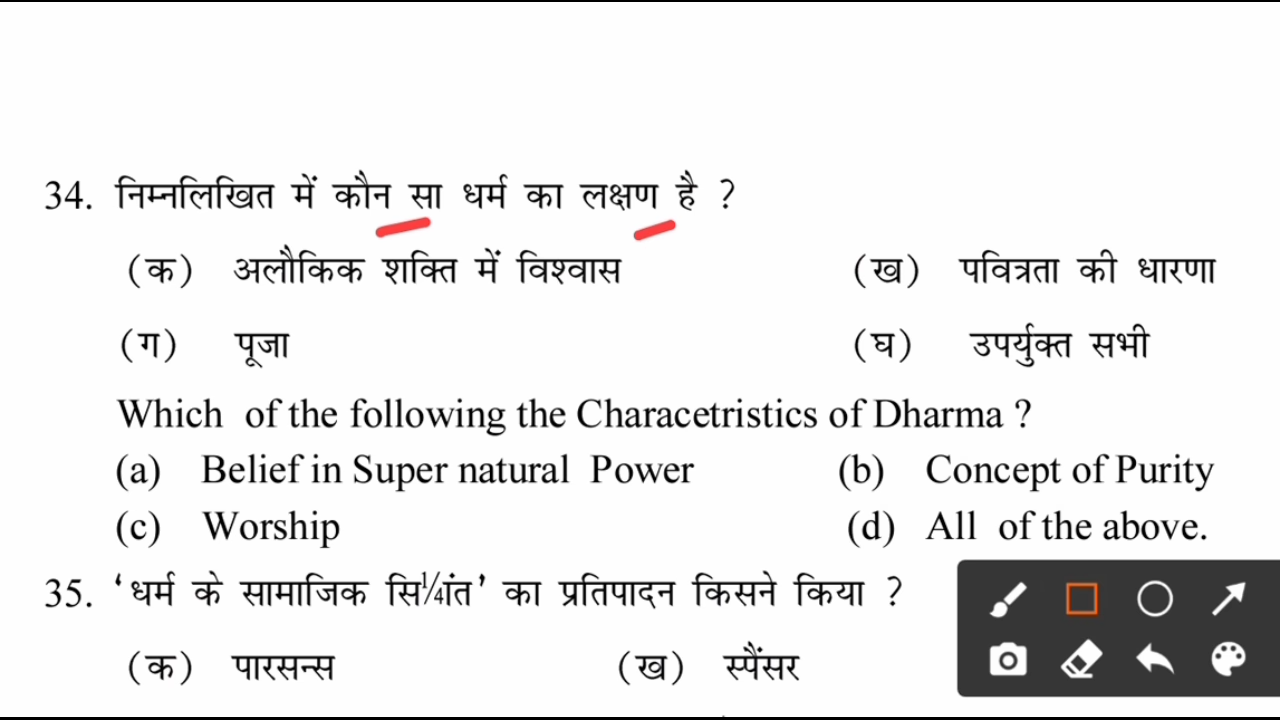 34. निम्नलिखित में कौन सा धर्म का लक्षण है ?
(क) अलौकिक शक्ति में विश्वास (ख) पवित्रता की धारणा
(ग) पूजा (घ) उपर्युक्त सभी
Which of the following the Characetristics of Dharma ?
(a) Belief in Super natural Power (b) Concept of Purity
(c) Worship (d) All of the above.
35. ‘धर्म के सामाजिक सि¼ांत’ का प्रतिपादन किसने किया ?
(क) पारसन्स (ख) स्पैंसर